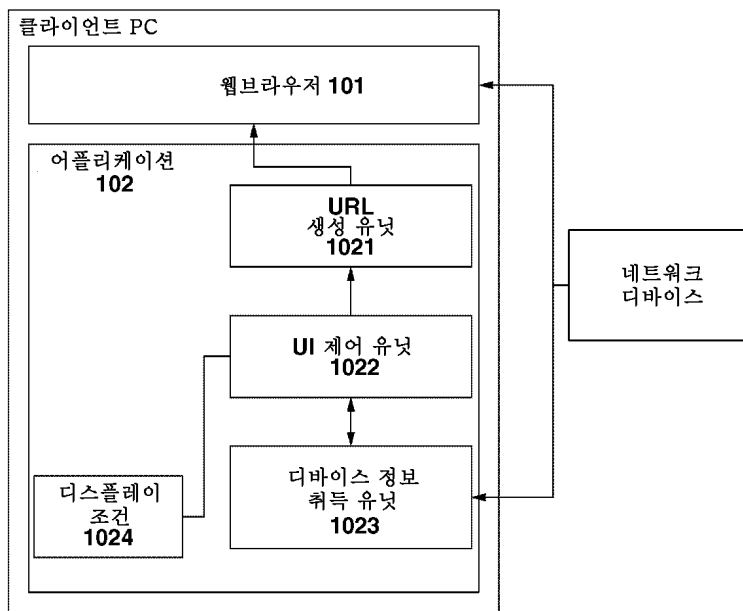 클라이언트 PC
웹브라우저 101
어플리케이션
102
URL
생성 유닛
1021
UI 제어 유닛
1022
디바이스 정보
취득 유닛
1023
디스플레이
조건
1024
네트워크
디바이스